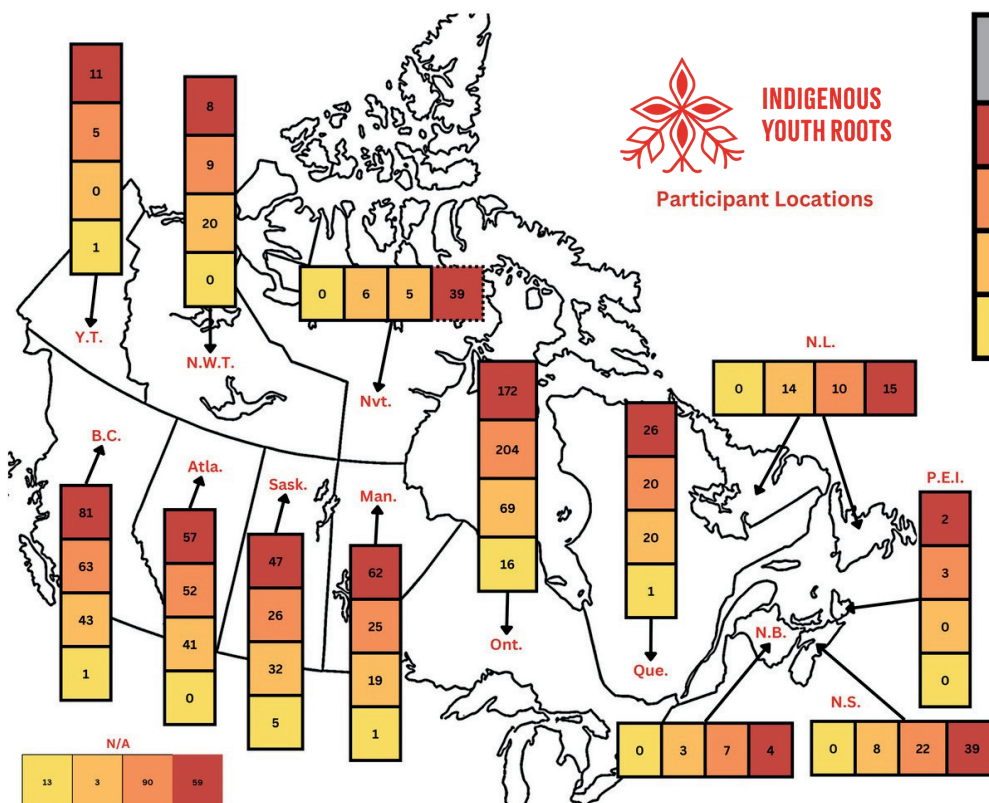 INDIGENOUS
YOUTH ROOTS
Participant Locations
11
5
0
1
Y.T.
8
9
20
0
N.W.T.
0 6 5 39
Nvt.
N.L.
0 14 10 15
172
204
69
16
Ont.
26
20
20
1
Que.
P.E.I.
2
3
0
0
B.C.
81
63
43
1
Atla.
57
52
41
0
Sask.
47
26
32
5
Man.
62
25
19
1
N.B.
0 3 7 4
N.S.
0 8 22 39
N/A
13 3 90 59